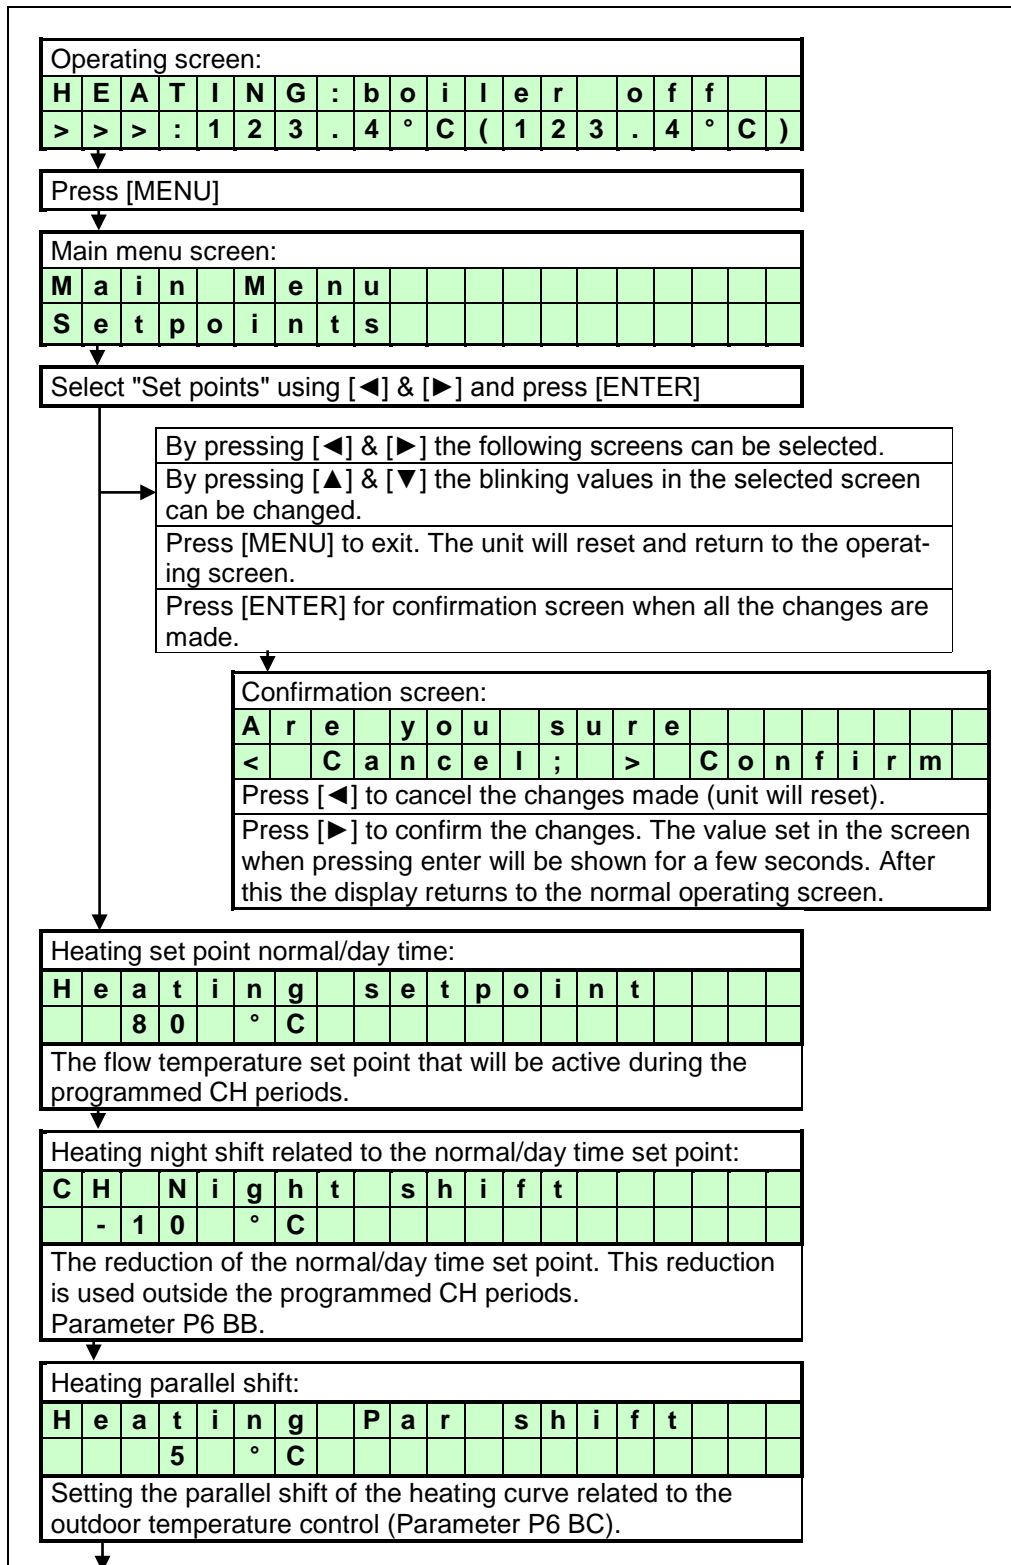 Operating screen:
HEATING:boiler off
>>>:123.4°C(123.4°C)
Press [MENU]
Main menu screen:
Main Menu
Setpoints
Select "Set points" using [◄] & [►] and press [ENTER]
By pressing [◄] & [►] the following screens can be selected.
By pressing [▲] & [▼] the blinking values in the selected screen
can be changed.
Press [MENU] to exit. The unit will reset and return to the operat-
ing screen.
Press [ENTER] for confirmation screen when all the changes are
made.
Confirmation screen:
Are you sure
< Cancel; > Confirm
Press [◄] to cancel the changes made (unit will reset).
Press [►] to confirm the changes. The value set in the screen
when pressing enter will be shown for a few seconds. After
this the display returns to the normal operating screen.
Heating set point normal/day time:
Heating setpoint
80 °C
The flow temperature set point that will be active during the
programmed CH periods.
Heating night shift related to the normal/day time set point:
CH Night shift
-10 °C
The reduction of the normal/day time set point. This reduction
is used outside the programmed CH periods.
Parameter P6 BB.
Heating parallel shift:
Heating Par shift
5 °C
Setting the parallel shift of the heating curve related to the
outdoor temperature control (Parameter P6 BC).